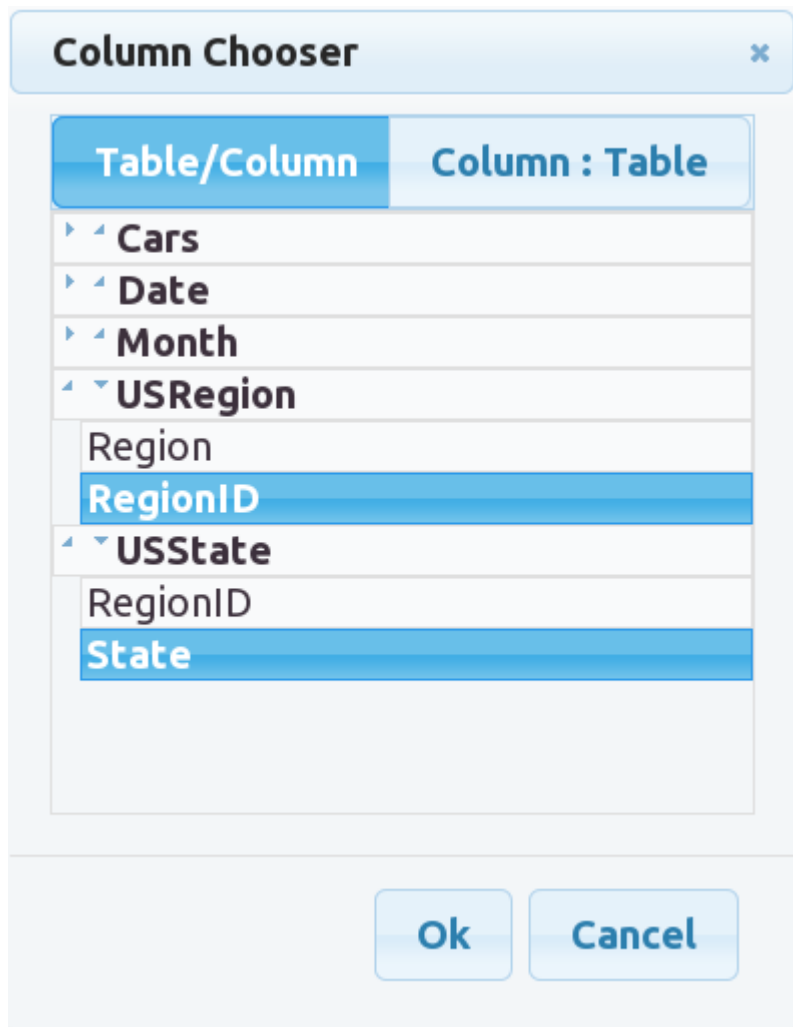 Column Chooser
Table/Column Column : Table
Cars
Date
Month
USRegion
Region
RegionID
USState
RegionID
State
Ok Cancel